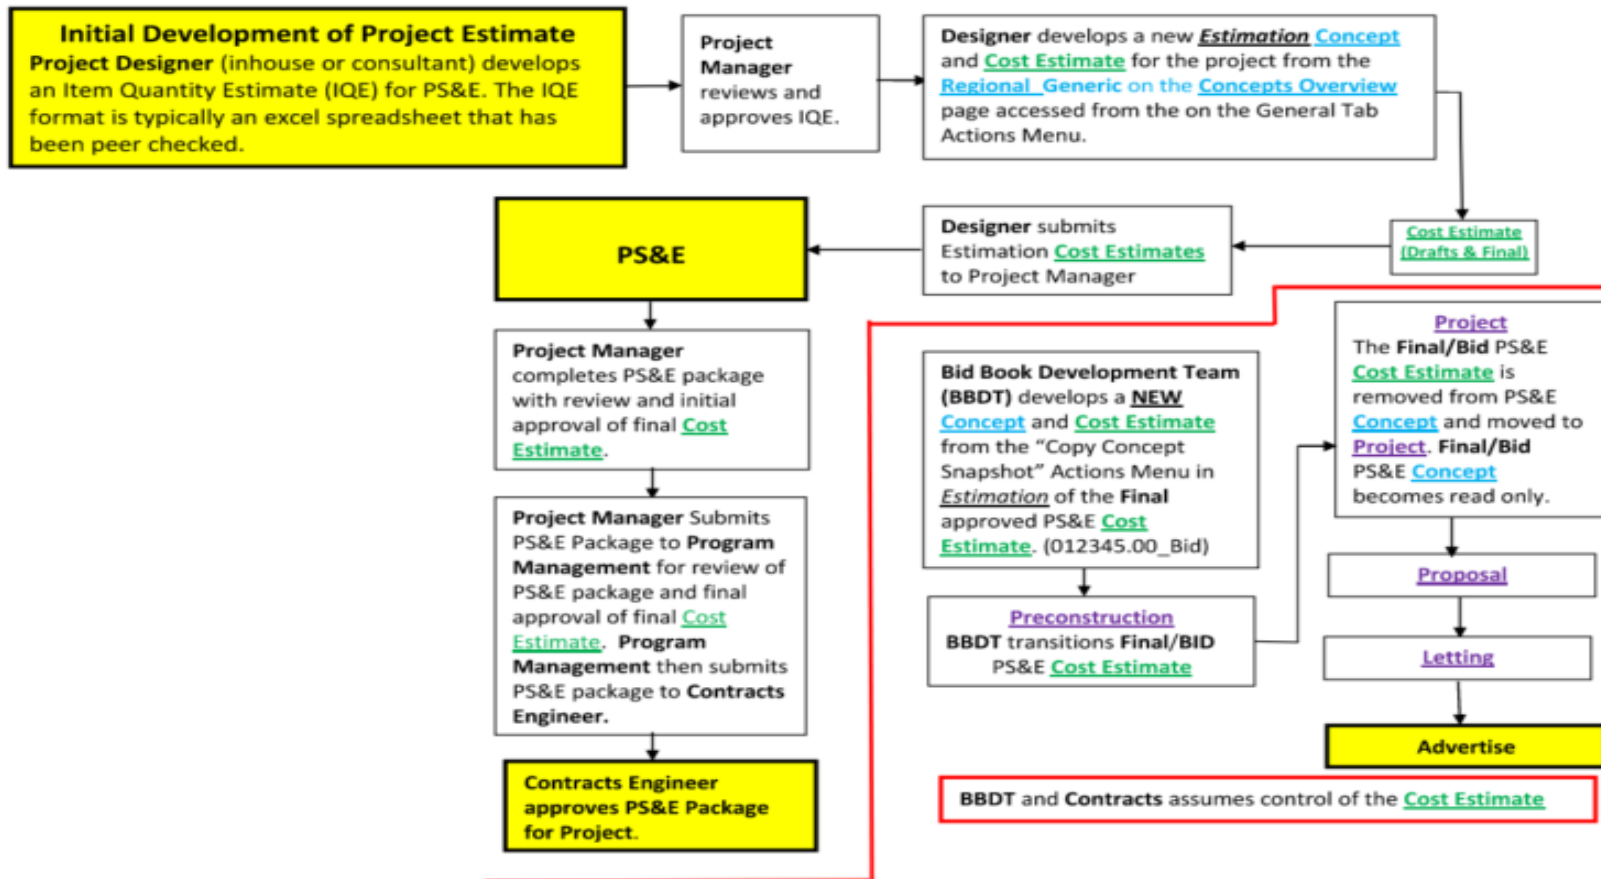 Initial Development of Project Estimate
Project Designer (inhouse or consultant) develops
an Item Quantity Estimate (IQE) for PS&E. The IQE
format is typically an excel spreadsheet that has
been peer checked.
Project
Manager
reviews and
approves IQE.
Designer develops a new Estimation Concept
and Cost Estimate for the project from the
Regional_Generic on the Concepts Overview
page accessed from the on the General Tab
Actions Menu.
Cost Estimate
(Drafts & Final)
Designer submits
Estimation Cost Estimates
to Project Manager
PS&E
Project Manager
completes PS&E package
with review and initial
approval of final Cost
Estimate.
Project Manager Submits
PS&E Package to Program
Management for review of
PS&E package and final
approval of final Cost
Estimate. Program
Management then submits
PS&E package to Contracts
Engineer.
Contracts Engineer
approves PS&E Package
for Project.
Bid Book Development Team
(BBDT) develops a NEW
Concept and Cost Estimate
from the “Copy Concept
Snapshot” Actions Menu in
Estimation of the Final
approved PS&E Cost
Estimate. (012345.00_Bid)
Preconstruction
BBDT transitions Final/BID
PS&E Cost Estimate
Project
The Final/Bid PS&E
Cost Estimate is
removed from PS&E
Concept and moved to
Project. Final/Bid
PS&E Concept
becomes read only.
Proposal
Letting
Advertise
BBDT and Contracts assumes control of the Cost Estimate